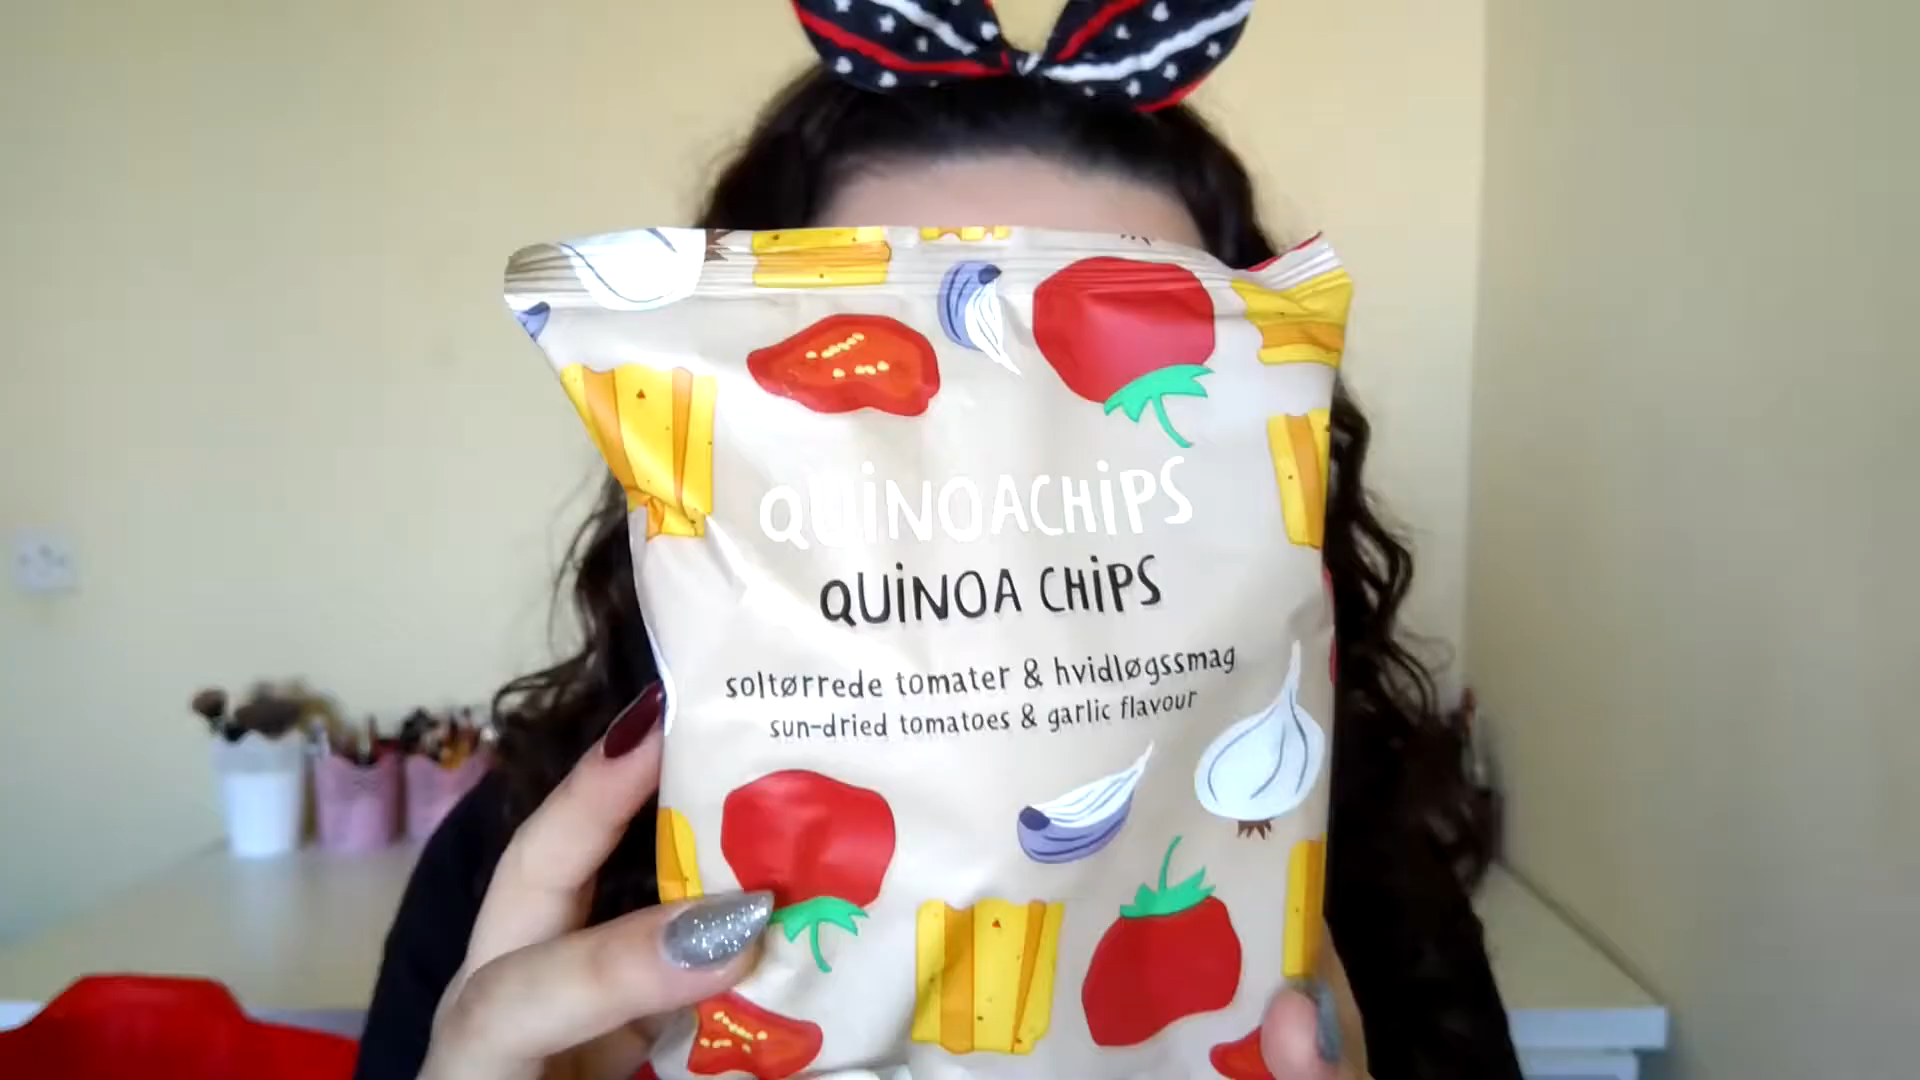 QUiNOACHiPS
QUiNOA CHiPS
soltørrede tomater & hvidløgssmag
sun-dried tomatoes & garlic flavour